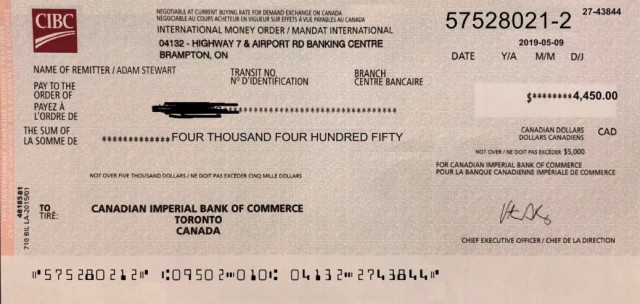 CIBC
NEGOTIABLE AT CURRENT BUYING RATE FOR DEMAND EXCHANGE ON CANADA
NÉGOCIABLE AU COURS ACHETEUR EN VIGUEUR SUR EFFETS À VUE PAYABLES AU CANADA
INTERNATIONAL MONEY ORDER / MANDAT INTERNATIONAL
04132 - HIGHWAY 7 & AIRPORT RD BANKING CENTRE
BRAMPTON, ON
57528021-2
27-43844
2019-05-09
DATE Y/A M/M D/J
NAME OF REMITTER / ADAM STEWART
TRANSIT NO.
Nº D'IDENTIFICATION
BRANCH
CENTRE BANCAIRE
PAY TO THE
ORDER OF
PAYEZ À
L'ORDRE DE
$********4,450.00
THE SUM OF
LA SOMME DE
************FOUR THOUSAND FOUR HUNDRED FIFTY
CANADIAN DOLLARS CAD
DOLLARS CANADIENS
NOT OVER / NE DOIT PAS EXCÉDER $5,000
NOT OVER FIVE THOUSAND DOLLARS / NE DOIT PAS EXCÉDER CINQ MILLE DOLLARS
FOR CANADIAN IMPERIAL BANK OF COMMERCE
POUR LA BANQUE CANADIENNE IMPÉRIALE DE COMMERCE
4818581
710 BIL LA-2015/01
TO
TIRÉ:
CANADIAN IMPERIAL BANK OF COMMERCE
TORONTO
CANADA
CHIEF EXECUTIVE OFFICER / CHEF DE LA DIRECTION
⑈575280212⑈ ⑆09502⑉010⑆ 04132⑉2743844⑈